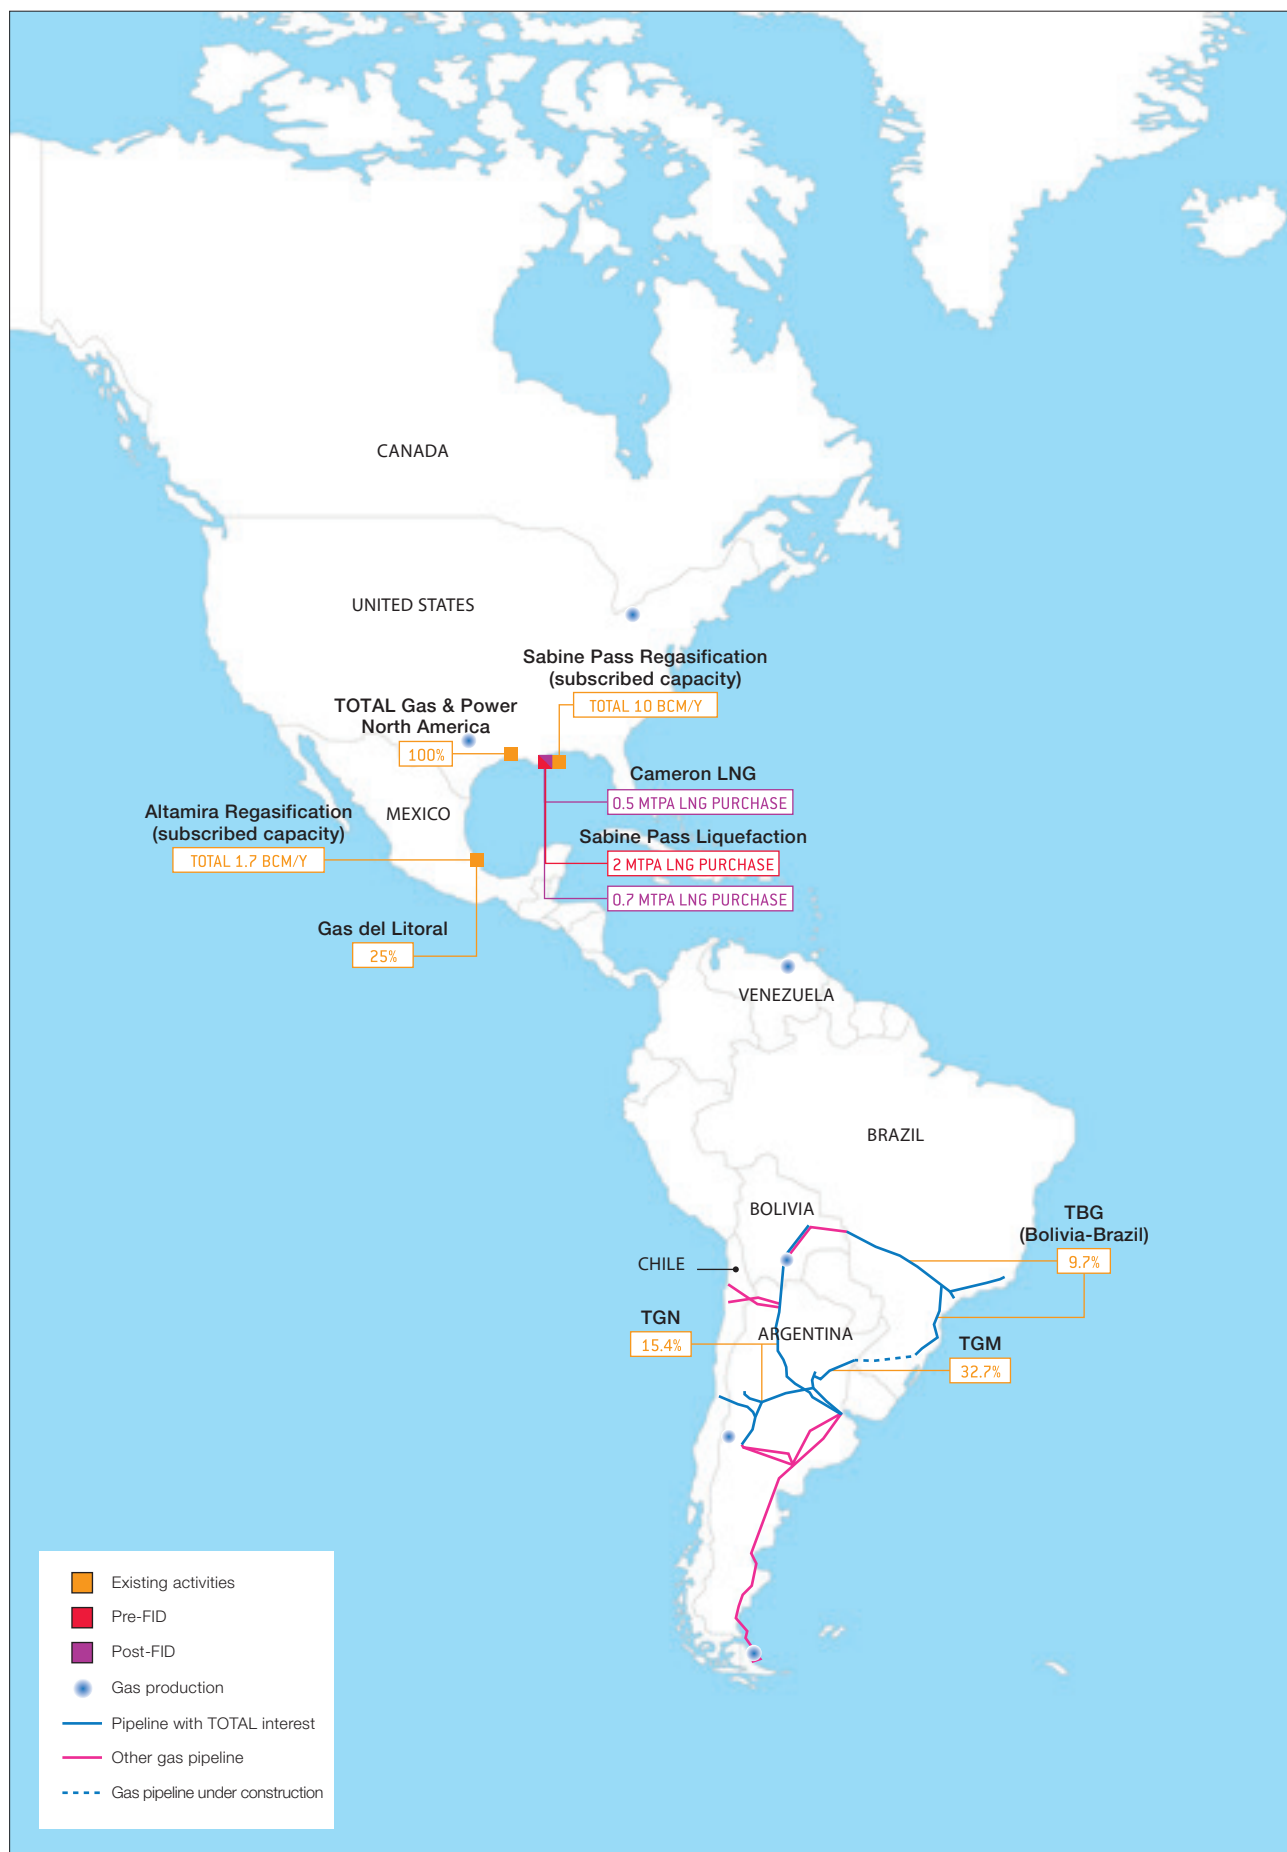 CANADA
UNITED STATES
Sabine Pass Regasification
(subscribed capacity)
TOTAL 10 BCM/Y
TOTAL Gas & Power
North America
100%
Cameron LNG
0.5 MTPA LNG PURCHASE
Altamira Regasification
(subscribed capacity)
TOTAL 1.7 BCM/Y
MEXICO
Sabine Pass Liquefaction
2 MTPA LNG PURCHASE
0.7 MTPA LNG PURCHASE
Gas del Litoral
25%
VENEZUELA
BRAZIL
BOLIVIA
TBG
(Bolivia-Brazil)
9.7%
CHILE
TGN
15.4%
ARGENTINA
TGM
32.7%
Existing activities
Pre-FID
Post-FID
Gas production
Pipeline with TOTAL interest
Other gas pipeline
Gas pipeline under construction